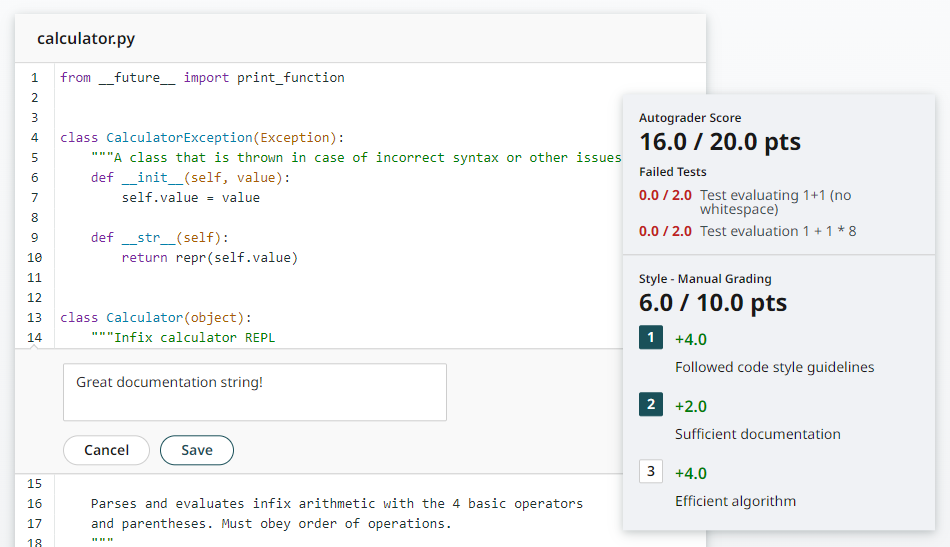 calculator.py
1 from __future__ import print_function
2
3
4 class CalculatorException(Exception):
5 """A class that is thrown in case of incorrect syntax or other issues
6 def __init__(self, value):
7 self.value = value
8
9 def __str__(self):
10 return repr(self.value)
11
12
13 class Calculator(object):
14 """Infix calculator REPL
Great documentation string!
Cancel Save
15
16 Parses and evaluates infix arithmetic with the 4 basic operators
17 and parentheses. Must obey order of operations.
18 """
Autograder Score
16.0 / 20.0 pts
Failed Tests
0.0 / 2.0 Test evaluating 1+1 (no
whitespace)
0.0 / 2.0 Test evaluation 1 + 1 * 8
Style - Manual Grading
6.0 / 10.0 pts
1 +4.0
Followed code style guidelines
2 +2.0
Sufficient documentation
3 +4.0
Efficient algorithm